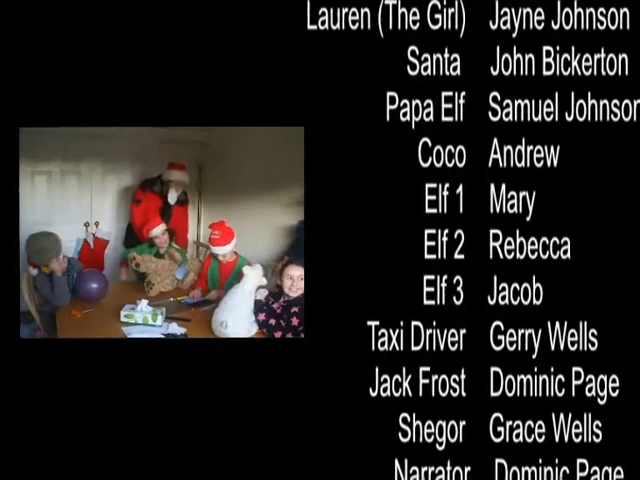 Lauren (The Girl) Jayne Johnson
Santa John Bickerton
Papa Elf Samuel Johnson
Coco Andrew
Elf 1 Mary
Elf 2 Rebecca
Elf 3 Jacob
Taxi Driver Gerry Wells
Jack Frost Dominic Page
Shegor Grace Wells
Narrator Dominic Page